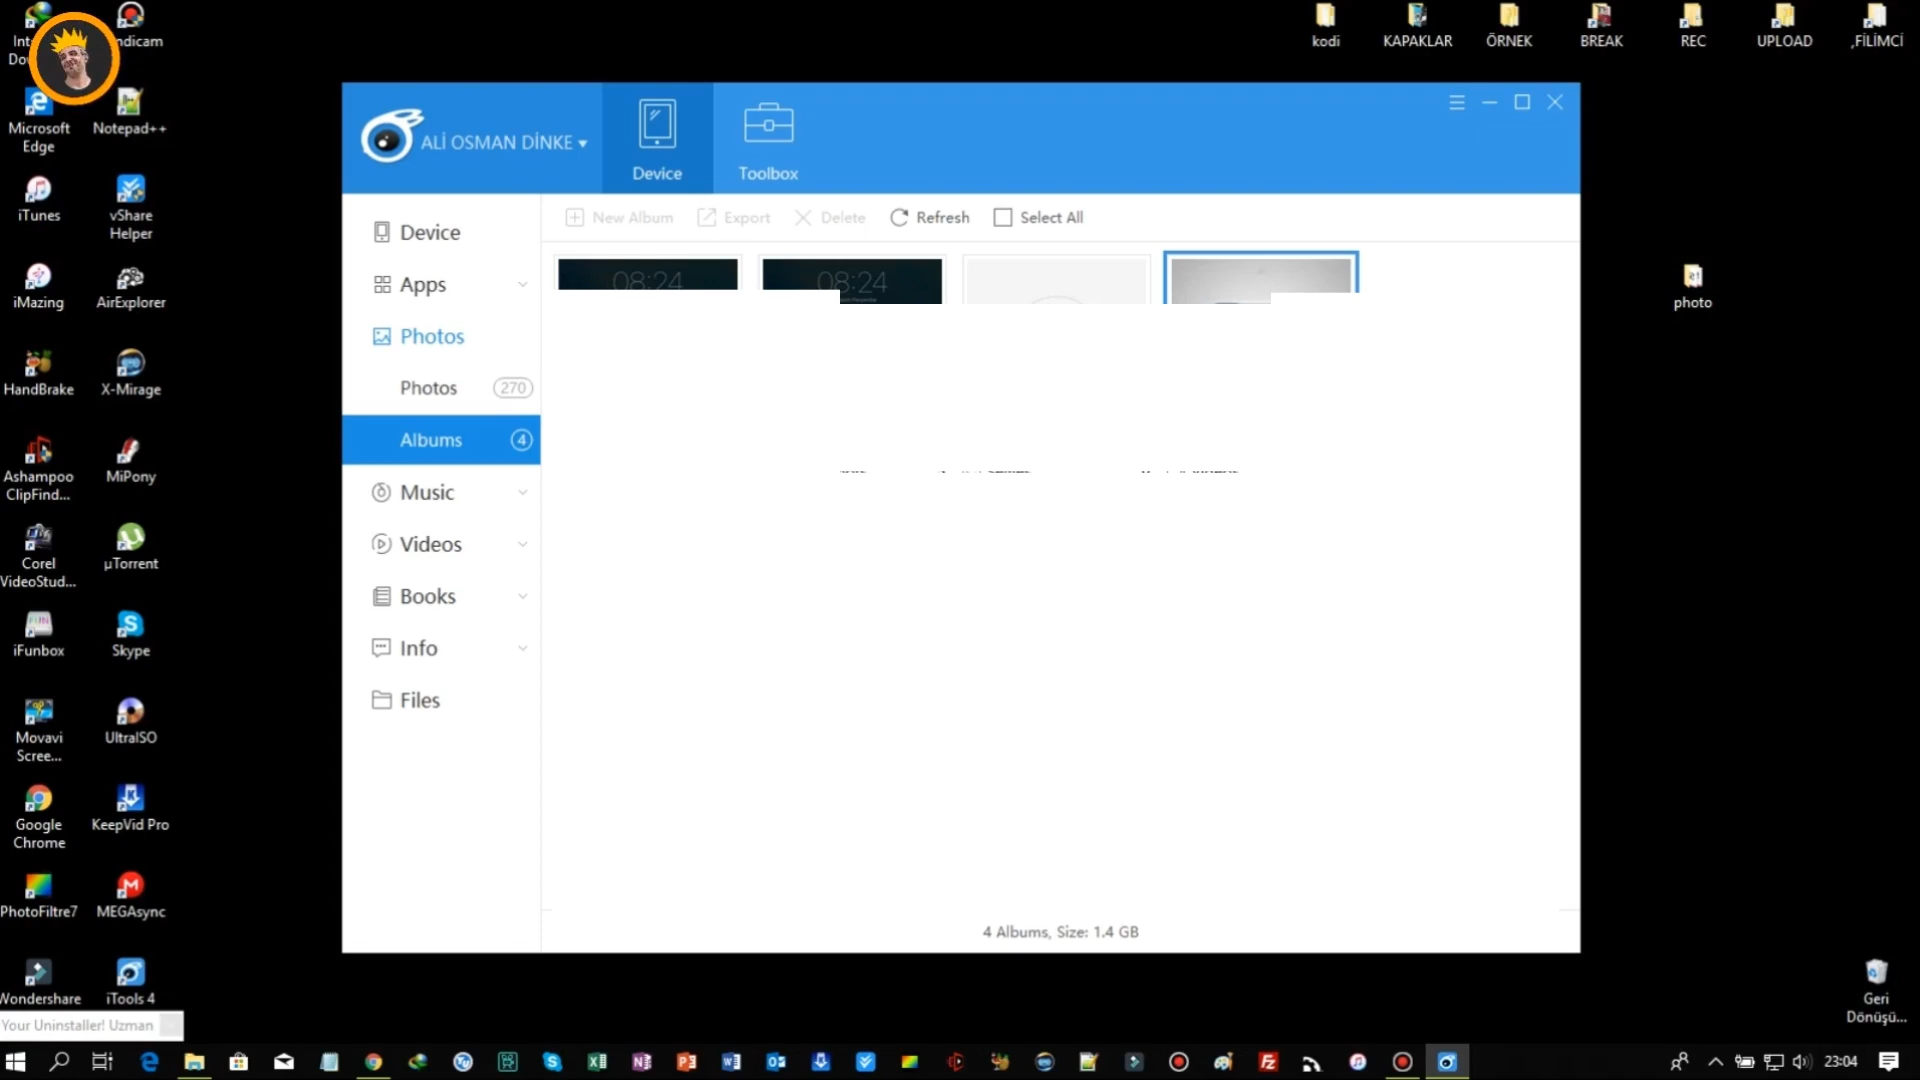 Int
Do
ndicam
kodi
KAPAKLAR
ÖRNEK
BREAK
REC
UPLOAD
,FİLİMCİ
Microsoft
Edge
Notepad++
iTunes
vShare
Helper
iMazing
AirExplorer
HandBrake
X-Mirage
Ashampoo
ClipFind...
MiPony
Corel
VideoStud...
µTorrent
iFunbox
Skype
Movavi
Scree...
UltraISO
Google
Chrome
KeepVid Pro
PhotoFiltre7
MEGAsync
Wondershare
iTools 4
Your Uninstaller! Uzman
ALİ OSMAN DİNKE
Device
Toolbox
New Album
Export
Delete
Refresh
Select All
Device
Apps
Photos
Photos 270
Albums 4
Music
Videos
Books
Info
Files
08:24
08:24
4 Albums, Size: 1.4 GB
photo
Geri
Dönüşü...
23:04